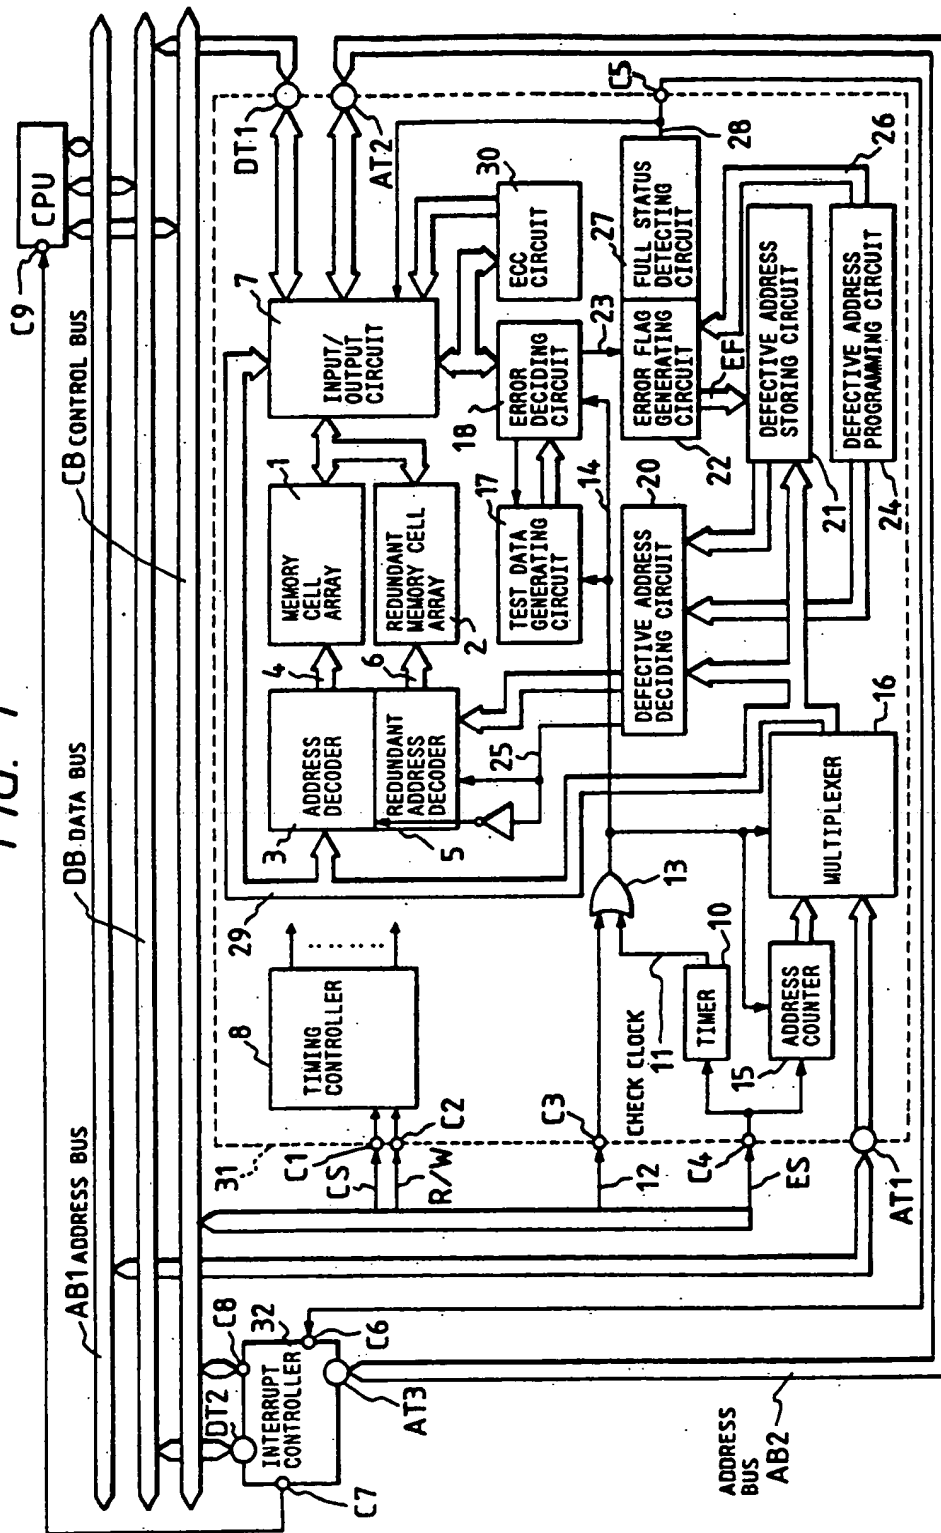 FIG. 1
AB1 ADDRESS BUS
DB DATA BUS
CB CONTROL BUS
C9
CPU
DT2
C8
INTERRUPT
CONTROLLER
32
C7
C6
AT3
ADDRESS
BUS
AB2
31
C1
CS
C2
R/W
C3
12
C4
ES
AT1
8
TIMING
CONTROLLER
CHECK CLOCK
11
TIMER
10
13
15
ADDRESS
COUNTER
MULTIPLEXER
16
29
3
ADDRESS
DECODER
4
5
REDUNDANT
ADDRESS
DECODER
6
25
MEMORY
CELL
ARRAY
1
REDUNDANT
MEMORY CELL
ARRAY
2
INPUT/
OUTPUT
CIRCUIT
7
DT1
AT2
C5
17
TEST DATA
GENERATING
CIRCUIT
14
18
ERROR
DECIDING
CIRCUIT
23
ECC
CIRCUIT
30
DEFECTIVE ADDRESS
DECIDING CIRCUIT
20
ERROR FLAG
GENERATING
CIRCUIT
22
27
FULL STATUS
DETECTING
CIRCUIT
28
EF
DEFECTIVE ADDRESS
STORING CIRCUIT
21
DEFECTIVE ADDRESS
PROGRAMMING CIRCUIT
24
26